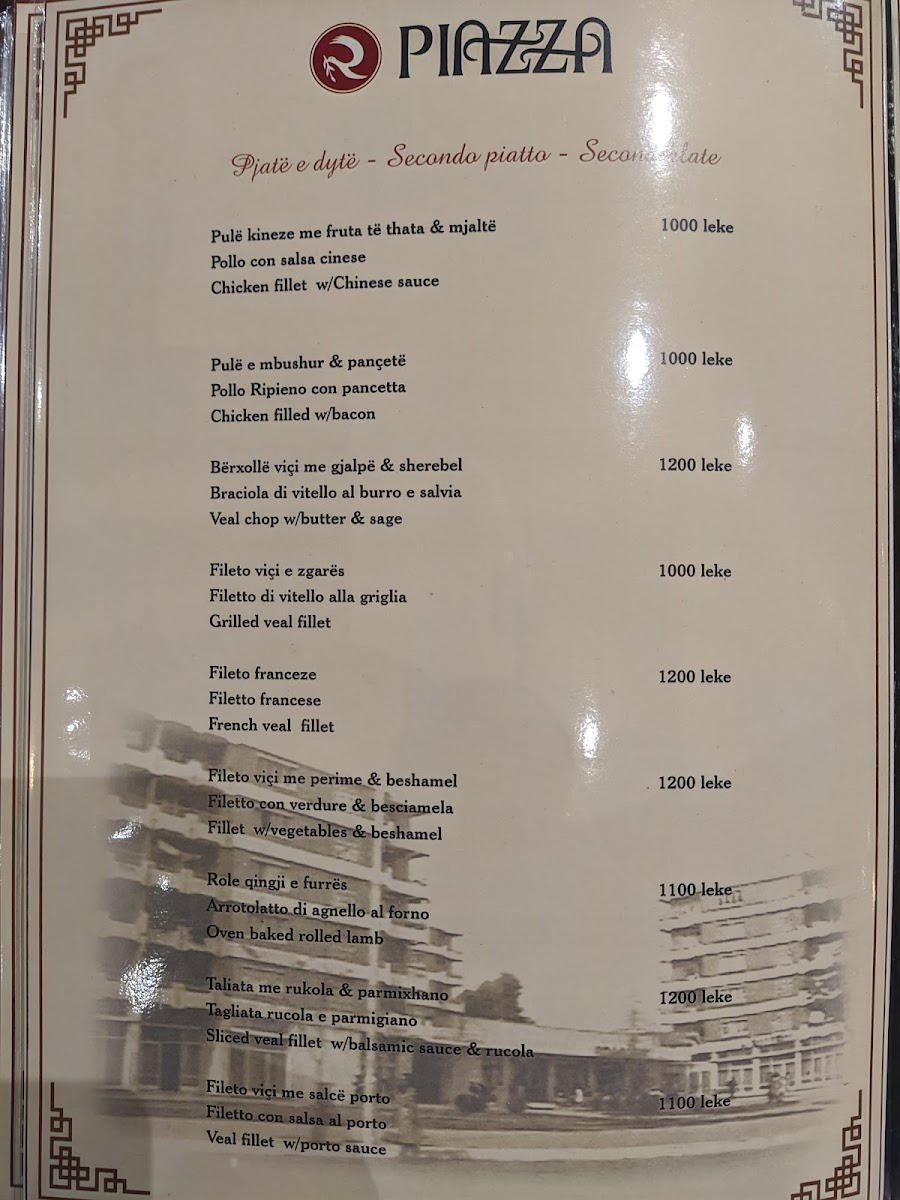 R PIAZZA
Pjatë e dytë - Secondo piatto - Second plate
Pulë kineze me fruta të thata & mjaltë 1000 leke
Pollo con salsa cinese
Chicken fillet w/Chinese sauce
Pulë e mbushur & pançetë 1000 leke
Pollo Ripieno con pancetta
Chicken filled w/bacon
Bërxollë viçi me gjalpë & sherebel 1200 leke
Braciola di vitello al burro e salvia
Veal chop w/butter & sage
Fileto viçi e zgarës 1000 leke
Filetto di vitello alla griglia
Grilled veal fillet
Fileto franceze 1200 leke
Filetto francese
French veal fillet
Fileto viçi me perime & beshamel 1200 leke
Filetto con verdure & besciamela
Fillet w/vegetables & beshamel
Role qingji e furrës 1100 leke
Arrotolatto di agnello al forno
Oven baked rolled lamb
Taliata me rukola & parmixhano 1200 leke
Tagliata rucola e parmigiano
Sliced veal fillet w/balsamic sauce & rucola
Fileto viçi me salcë porto 1100 leke
Filetto con salsa al porto
Veal fillet w/porto sauce